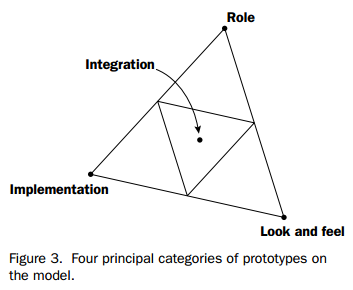 Role
Integration
Implementation
Look and feel
Figure 3. Four principal categories of prototypes on
the model.